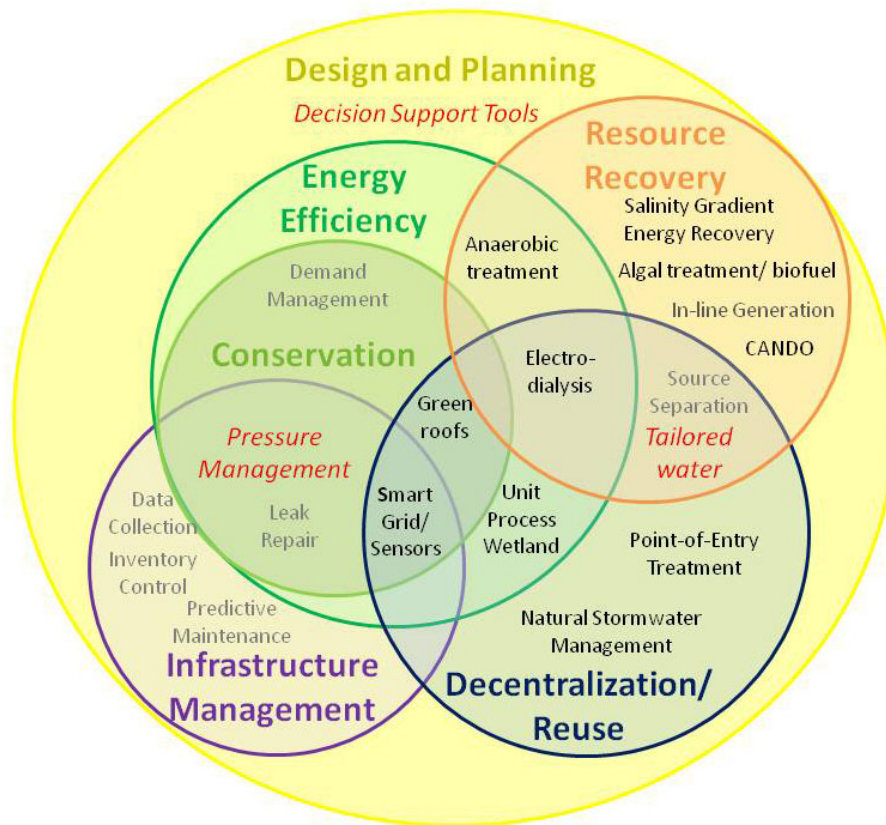 Design and Planning
Decision Support Tools
Resource
Recovery
Energy
Efficiency
Salinity Gradient
Energy Recovery
Anaerobic
treatment
Algal treatment/ biofuel
Demand
Management
In-line Generation
CANDO
Conservation
Electro-
dialysis
Source
Separation
Green
roofs
Tailored
water
Pressure
Management
Data
Collection
Leak
Repair
Smart
Grid/
Sensors
Unit
Process
Wetland
Point-of-Entry
Treatment
Inventory
Control
Predictive
Maintenance
Natural Stormwater
Management
Infrastructure
Management
Decentralization/
Reuse